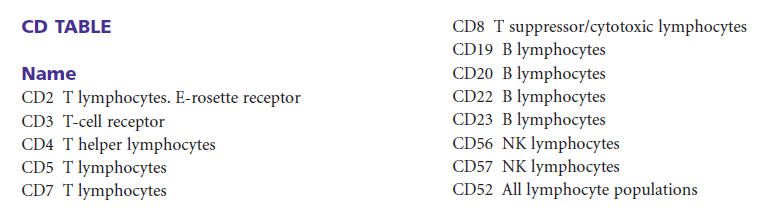 CD TABLE
Name
CD2 T lymphocytes. E-rosette receptor
CD3 T-cell receptor
CD4 T helper lymphocytes
CD5 T lymphocytes
CD7 T lymphocytes
CD8 T suppressor/cytotoxic lymphocytes
CD19 B lymphocytes
CD20 B lymphocytes
CD22 B lymphocytes
CD23 B lymphocytes
CD56 NK lymphocytes
CD57 NK lymphocytes
CD52 All lymphocyte populations